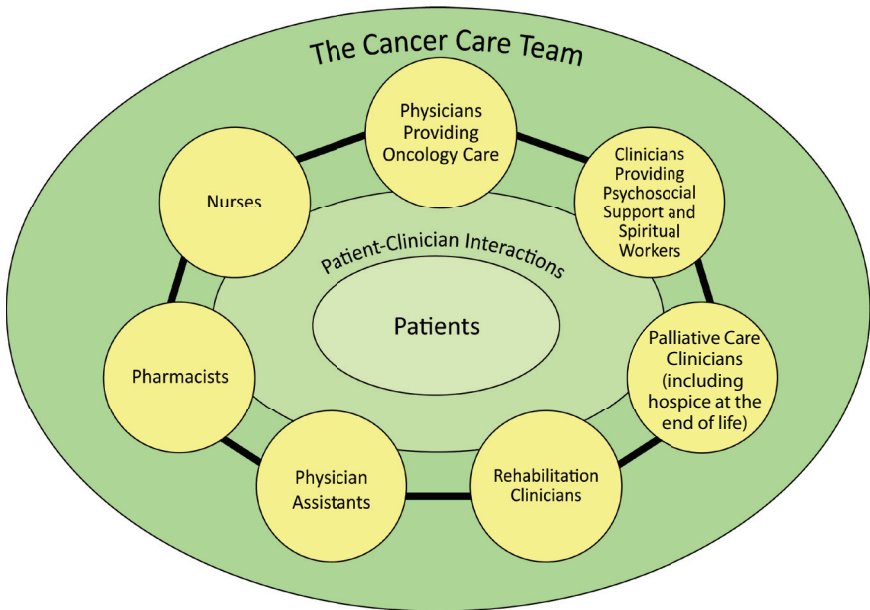 The Cancer Care Team
Physicians
Providing
Oncology Care
Nurses
Clinicians
Providing
Psychosocial
Support and
Spiritual
Workers
Patient-Clinician Interactions
Patients
Pharmacists
Palliative Care
Clinicians
(including
hospice at the
end of life)
Physician
Assistants
Rehabilitation
Clinicians